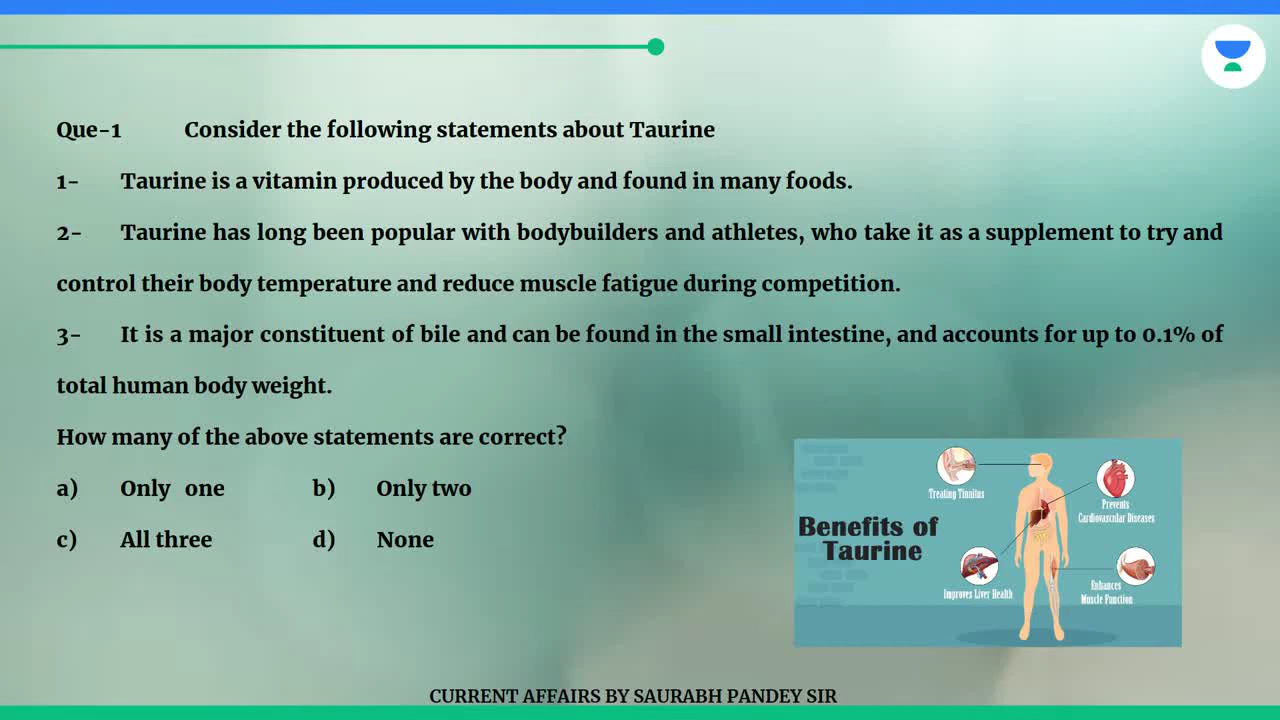 Que-1 Consider the following statements about Taurine
1- Taurine is a vitamin produced by the body and found in many foods.
2- Taurine has long been popular with bodybuilders and athletes, who take it as a supplement to try and
control their body temperature and reduce muscle fatigue during competition.
3- It is a major constituent of bile and can be found in the small intestine, and accounts for up to 0.1% of
total human body weight.
How many of the above statements are correct?
a) Only one b) Only two
c) All three d) None
Benefits of
Taurine
Treating Tinnitus
Prevents
Cardiovascular Diseases
Improves Liver Health
Enhances
Muscle Function
CURRENT AFFAIRS BY SAURABH PANDEY SIR